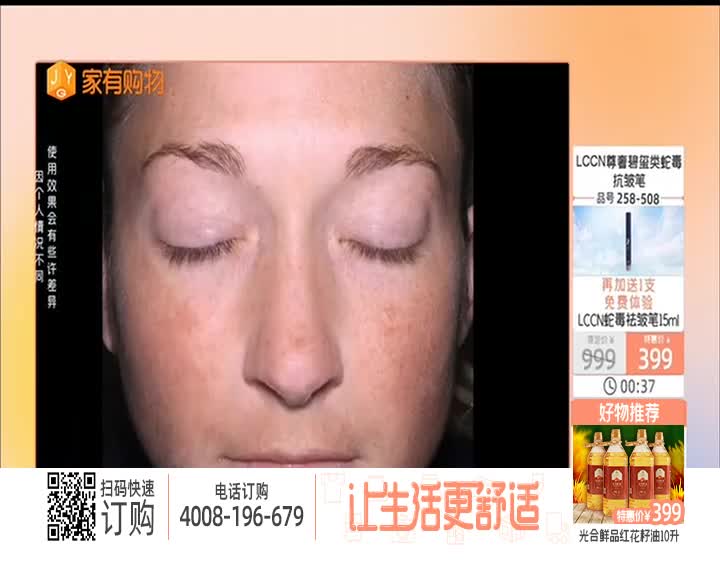 JYG 家有购物
使用效果会有些许差异
因个人情况不同
LCCN尊奢碧玺类蛇毒
抗皱笔
品号 258-508
再加送1支
免费体验
LCCN蛇毒祛皱笔15ml
999
特惠价¥
399
00:37
好物推荐
特惠价¥399
光合鲜品红花籽油10升
扫码快速
订购
电话订购
4008-196-679
让生活更舒适